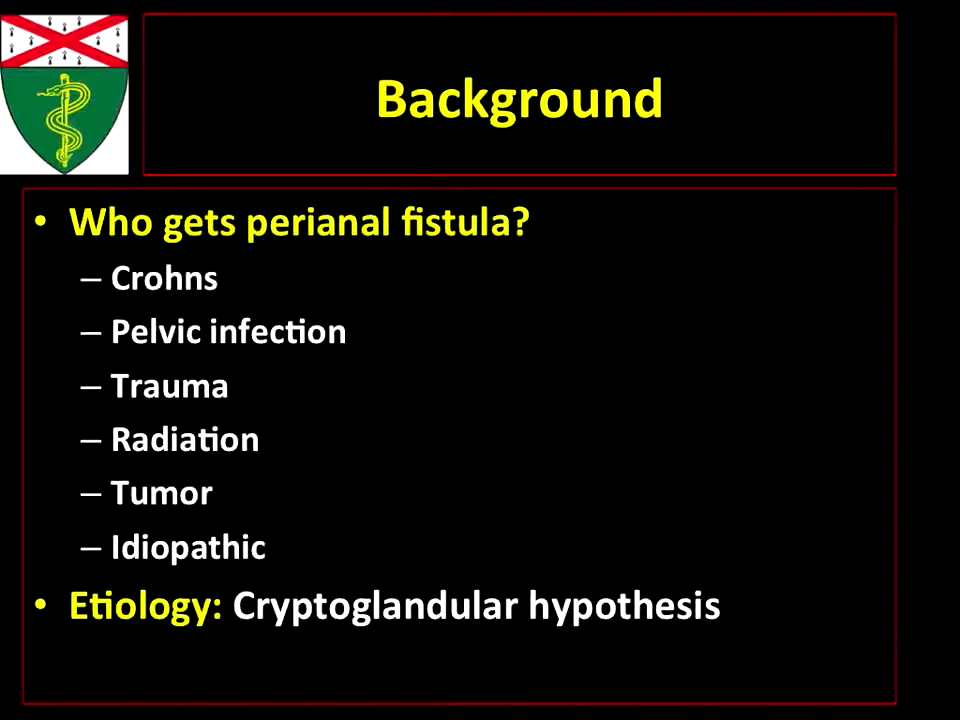 Background
• Who gets perianal fistula?
– Crohns
– Pelvic infection
– Trauma
– Radiation
– Tumor
– Idiopathic
• Etiology: Cryptoglandular hypothesis